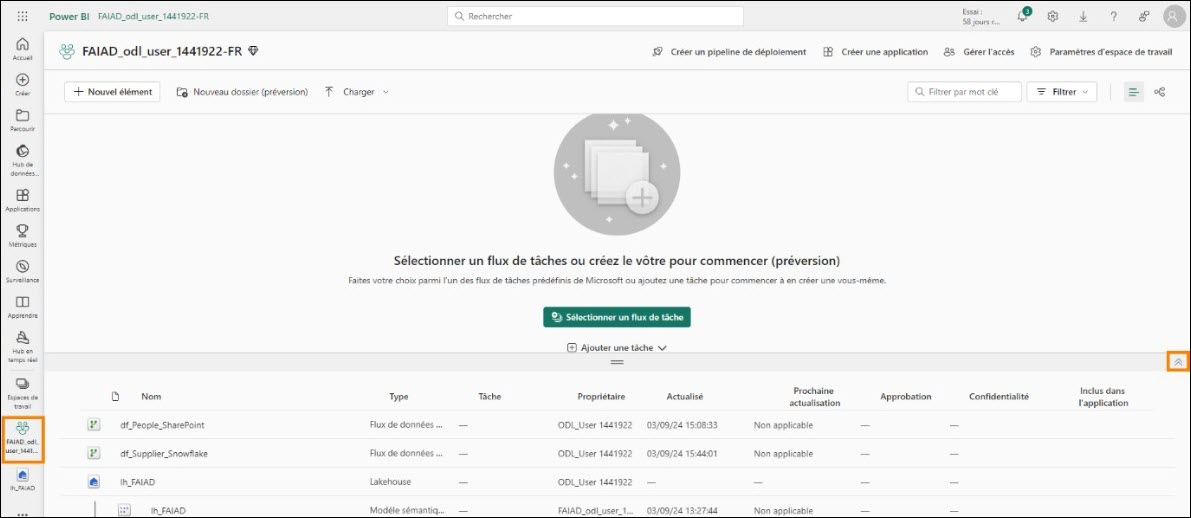 Power BI FAIAD_odl_user_1441922-FR
Rechercher
Essai :
58 jours r...
3
Accueil
FAIAD_odl_user_1441922-FR
Créer un pipeline de déploiement
Créer une application
Gérer l'accès
Paramètres d'espace de travail
Créer
Nouvel élément
Nouveau dossier (préversion)
Charger
Filtrer par mot clé
Filtrer
Parcourir
Hub de
données...
Applications
Métriques
Surveillance
Apprendre
Hub en
temps réel
Espaces de
travail
FAIAD_odl_
user_1441...
lh_FAIAD
Sélectionner un flux de tâches ou créez le vôtre pour commencer (préversion)
Faites votre choix parmi l'un des flux de tâches prédéfinis de Microsoft ou ajoutez une tâche pour commencer à en créer une vous-même.
Sélectionner un flux de tâche
Ajouter une tâche
Nom Type Tâche Propriétaire Actualisé Prochaine actualisation Approbation Confidentialité Inclus dans l'application
df_People_SharePoint Flux de données ... — ODL_User 1441922 03/09/24 15:08:33 Non applicable — —
df_Supplier_Snowflake Flux de données ... — ODL_User 1441922 03/09/24 15:44:01 Non applicable — —
lh_FAIAD Lakehouse — ODL_User 1441922 — — — —
lh_FAIAD Modèle sémantiq... — FAIAD_odl_user_1... 03/09/24 13:27:44 Non applicable — —